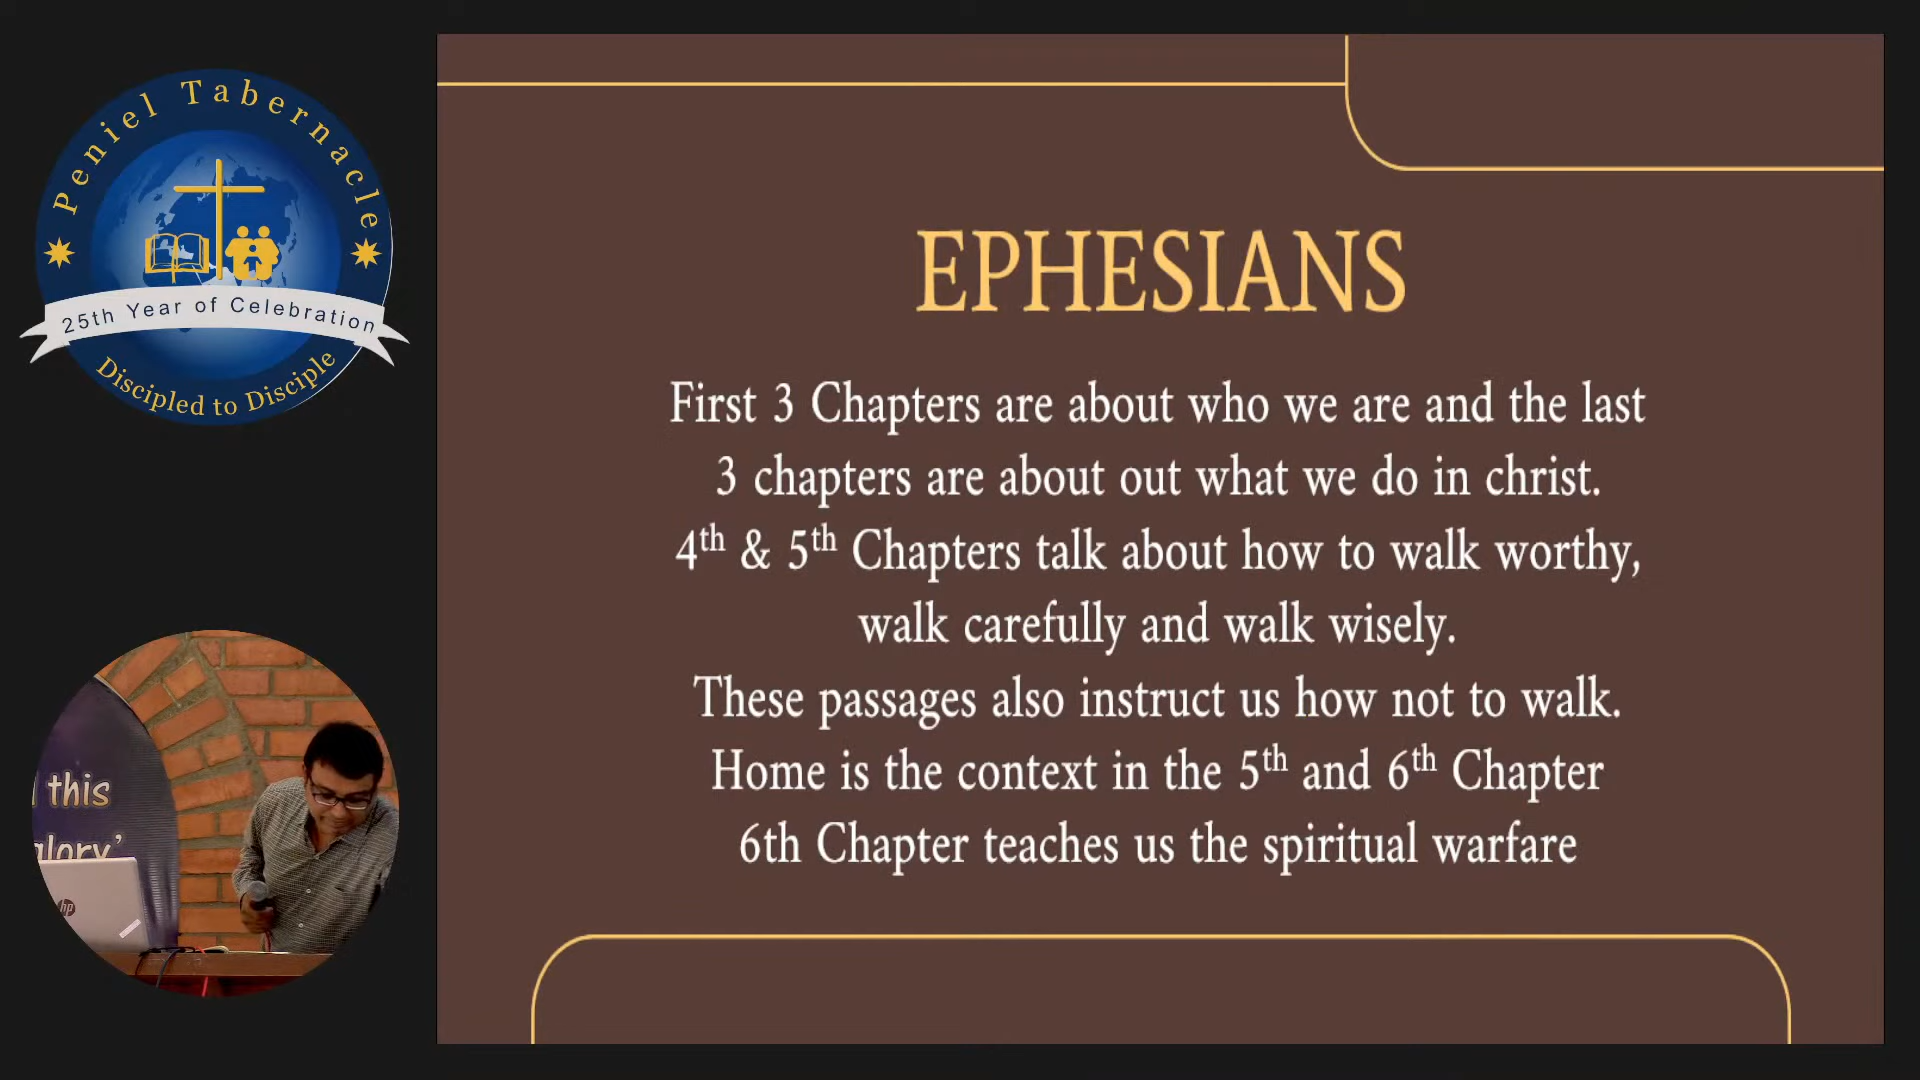 Peniel Tabernacle
25th Year of Celebration
Discipled to Disciple
EPHESIANS
First 3 Chapters are about who we are and the last
3 chapters are about out what we do in christ.
4th & 5th Chapters talk about how to walk worthy,
walk carefully and walk wisely.
These passages also instruct us how not to walk.
Home is the context in the 5th and 6th Chapter
6th Chapter teaches us the spiritual warfare
this
glory’
hp